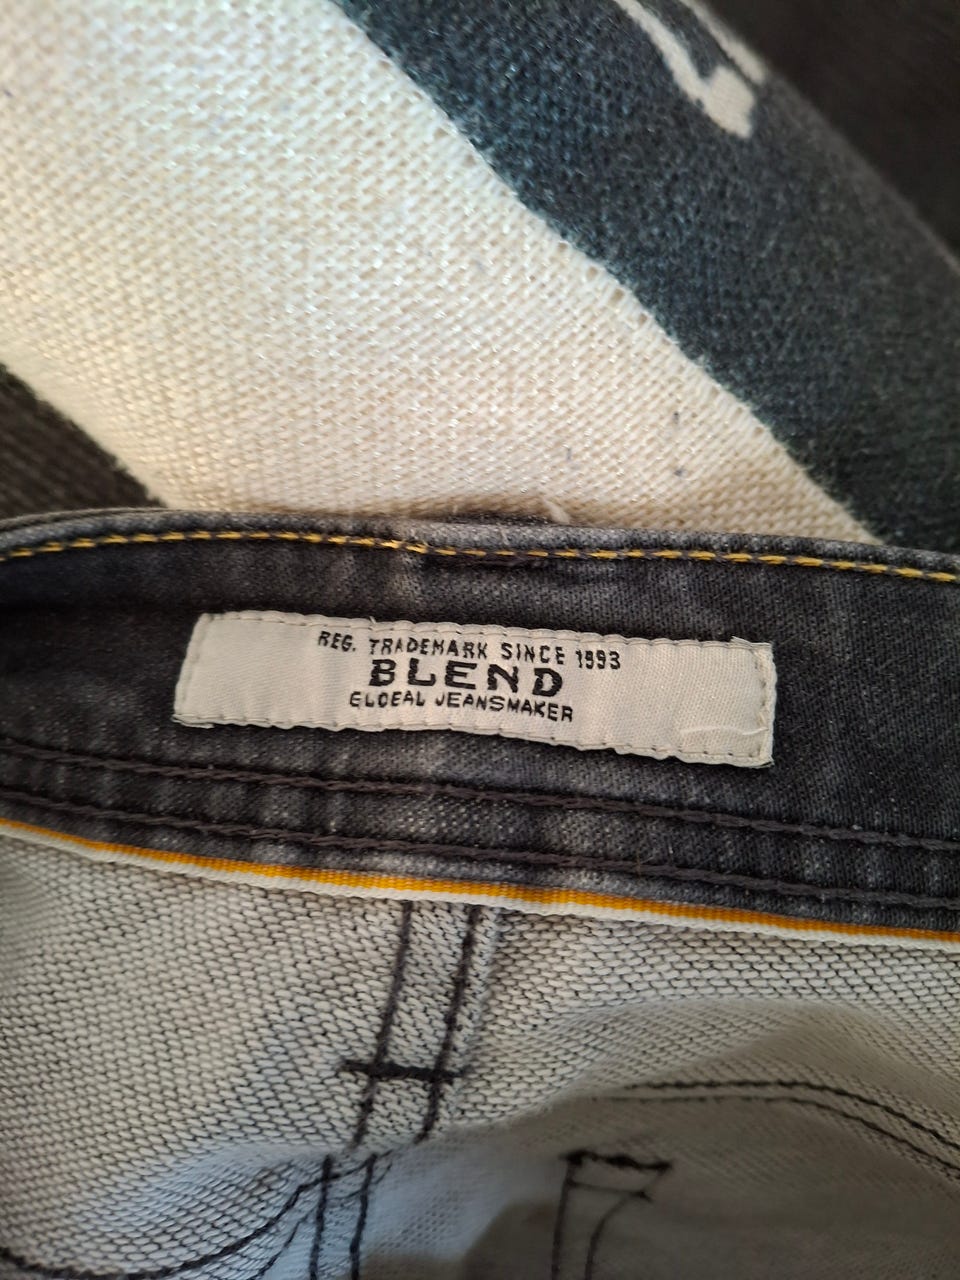 REG. TRADEMARK SINCE 1993
BLEND
GLOBAL JEANSMAKER